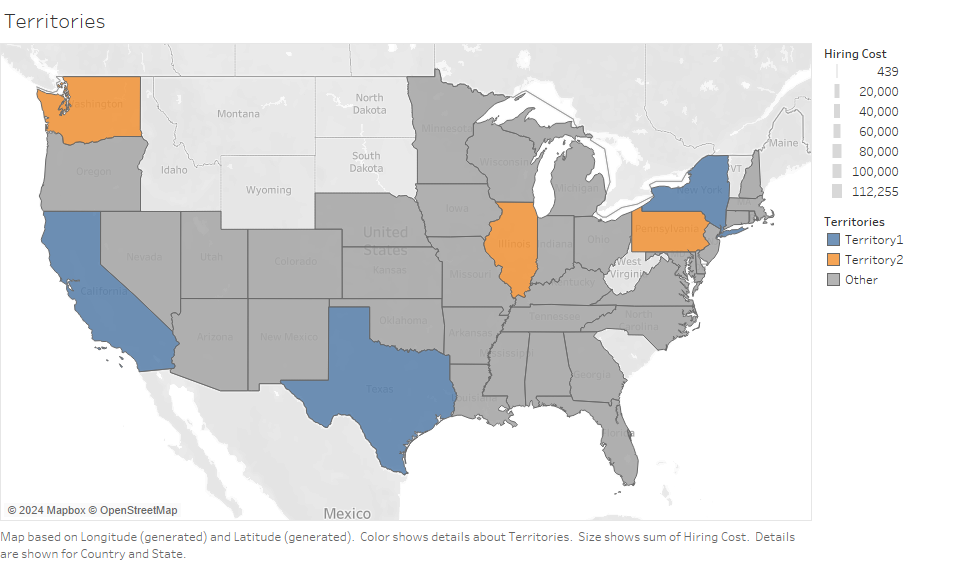 Territories
Washington
Montana
North
Dakota
Minnesota
Oregon
Idaho
South
Dakota
Wyoming
Wisconsin
Michigan
New York
VT
Maine
MA
Iowa
Nevada
Utah
Colorado
United
States
Kansas
Missouri
Illinois
Indiana
Ohio
Pennsylvania
West
Virginia
Kentucky
California
Arizona
New Mexico
Oklahoma
Arkansas
Tennessee
North
Carolina
Mississippi
Georgia
Texas
Louisiana
Florida
Mexico
© 2024 Mapbox © OpenStreetMap
Hiring Cost
439
20,000
40,000
60,000
80,000
100,000
112,255
Territories
Territory1
Territory2
Other
Map based on Longitude (generated) and Latitude (generated). Color shows details about Territories. Size shows sum of Hiring Cost. Details
are shown for Country and State.